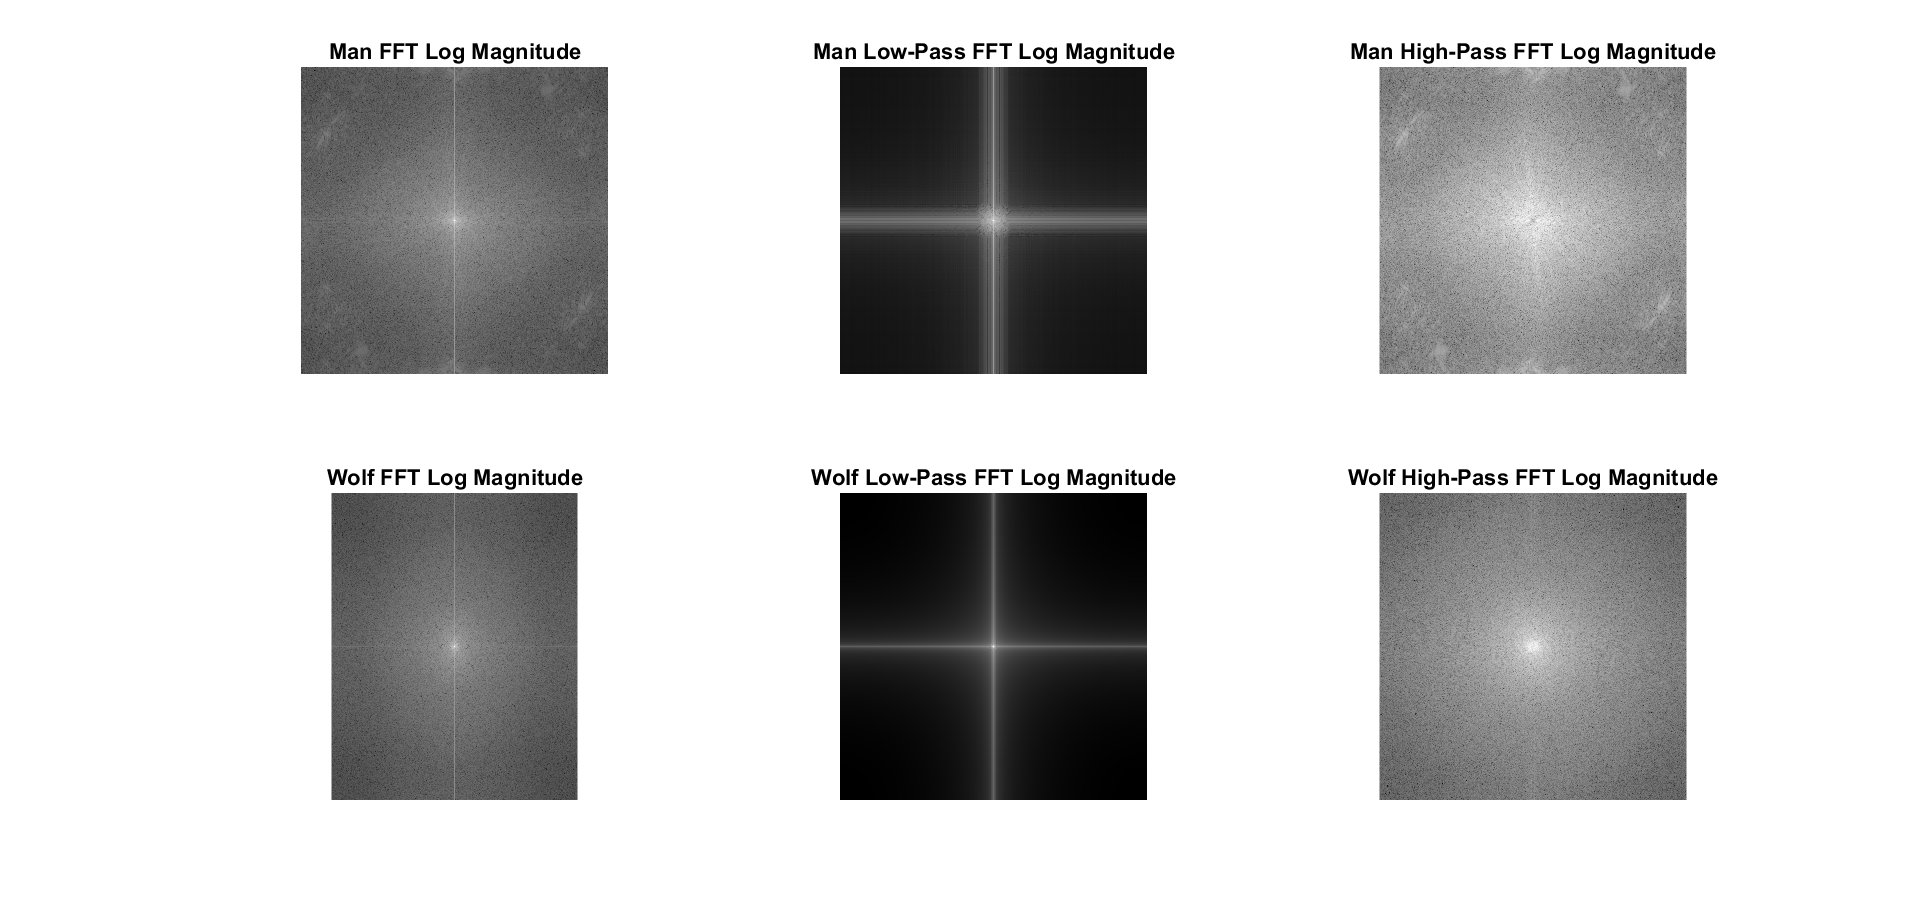 Man FFT Log Magnitude
Man Low-Pass FFT Log Magnitude
Man High-Pass FFT Log Magnitude
Wolf FFT Log Magnitude
Wolf Low-Pass FFT Log Magnitude
Wolf High-Pass FFT Log Magnitude